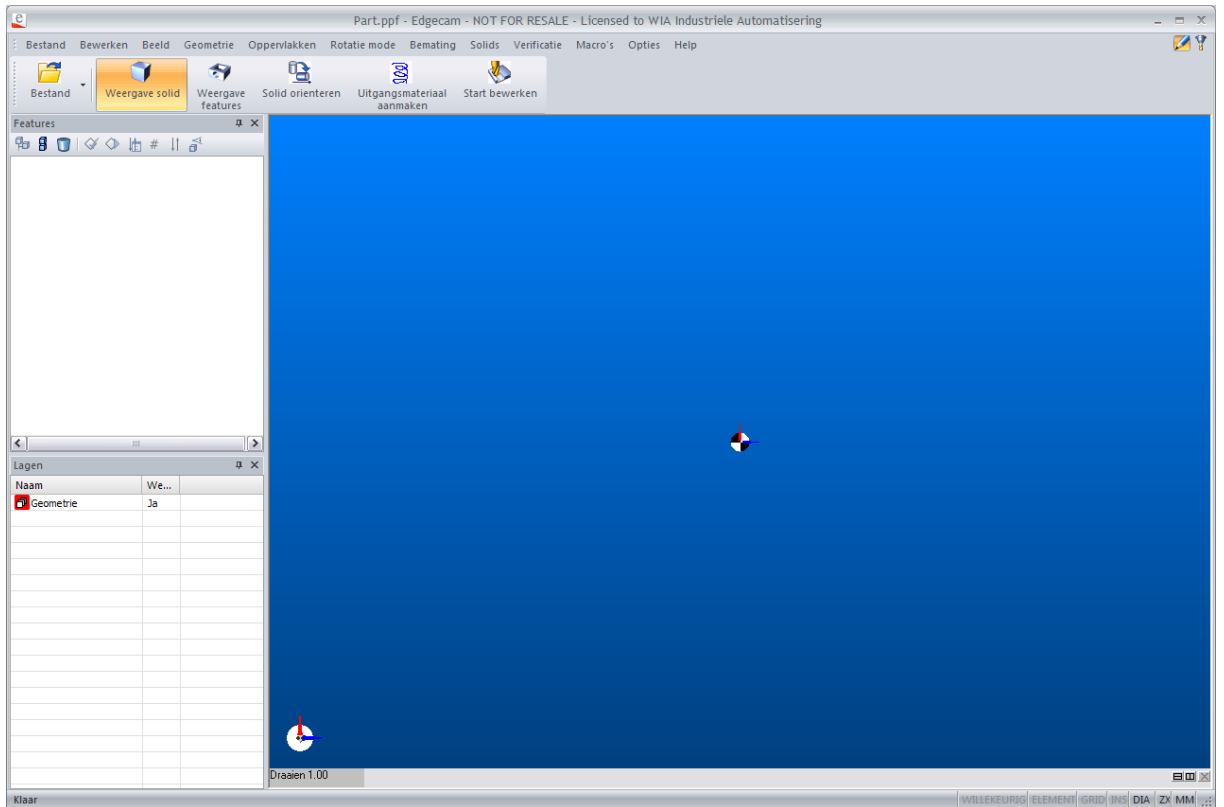 Part.ppf - Edgecam - NOT FOR RESALE - Licensed to WIA Industriele Automatisering
Bestand Bewerken Beeld Geometrie Oppervlakken Rotatie mode Bemating Solids Verificatie Macro's Opties Help
Bestand Weergave solid Weergave features Solid orienteren Uitgangsmateriaal aanmaken Start bewerken
Features
Lagen
Naam We...
Geometrie Ja
Draaien 1.00
Klaar WILLEKEURIG ELEMENT GRID INS DIA ZX MM